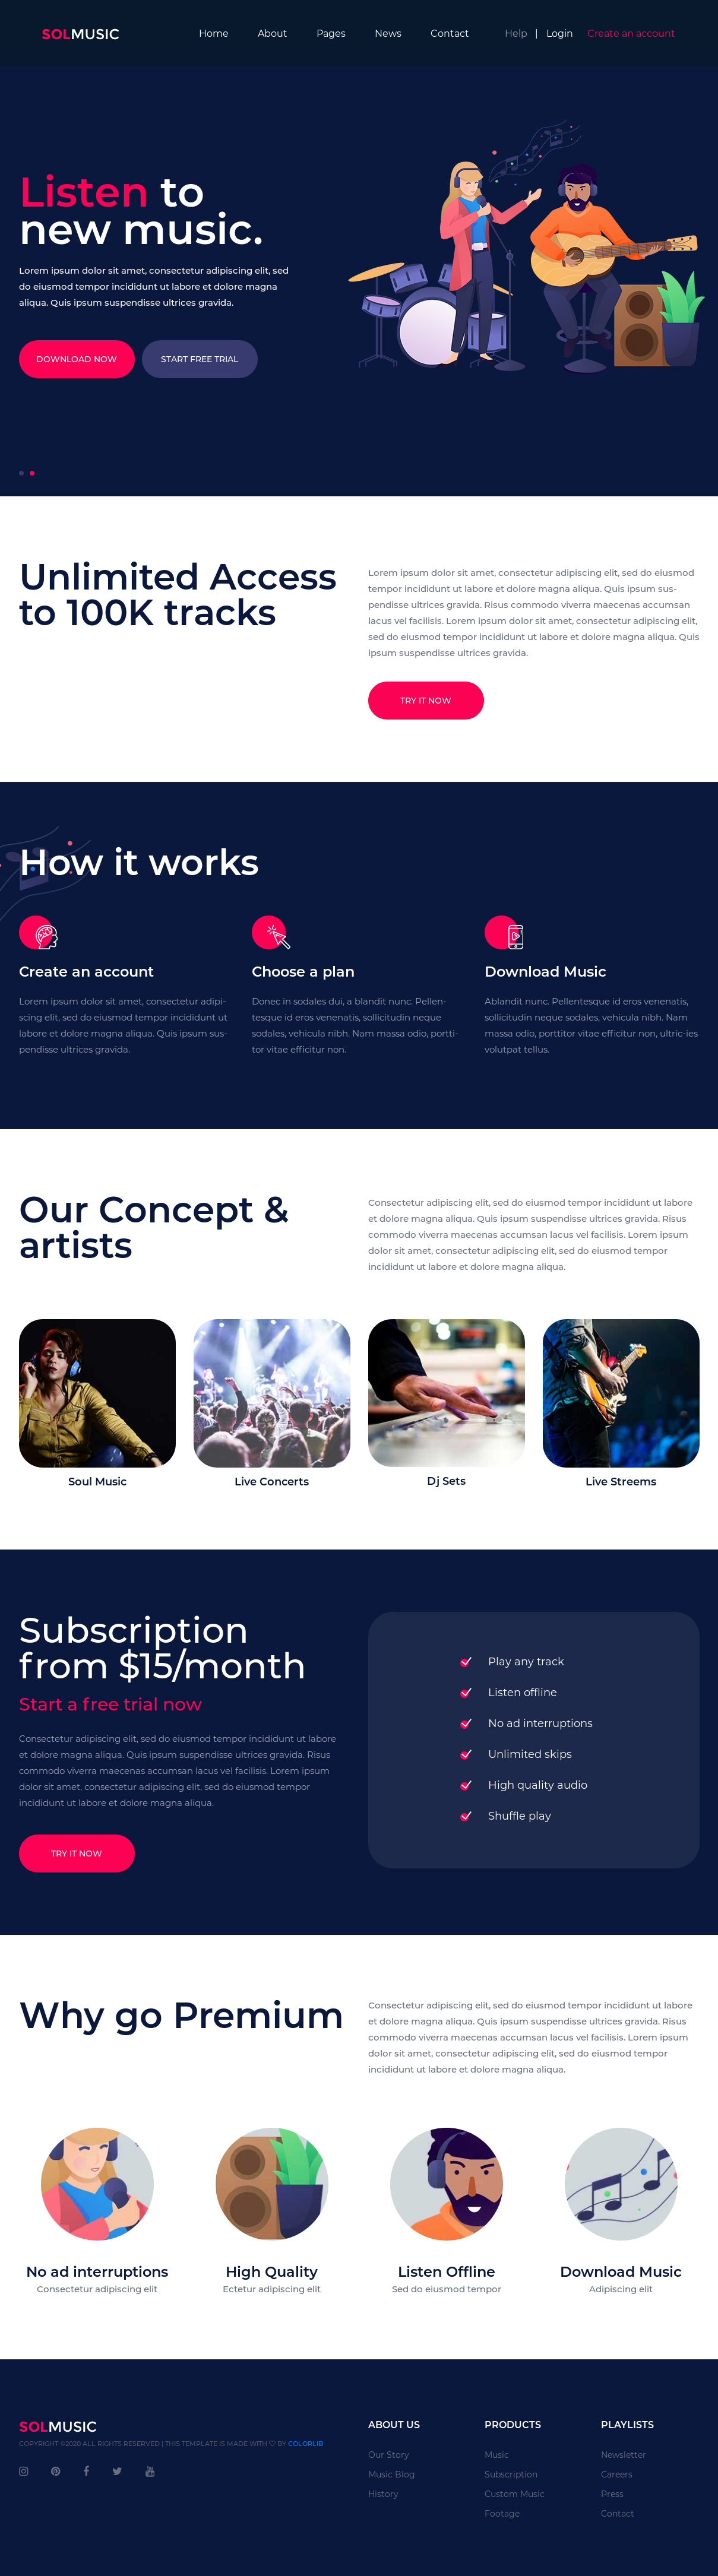 SOLMUSIC
Home About Pages News Contact Help | Login Create an account
Listen to
new music.
Lorem ipsum dolor sit amet, consectetur adipiscing elit, sed
do eiusmod tempor incididunt ut labore et dolore magna
aliqua. Quis ipsum suspendisse ultrices gravida.
DOWNLOAD NOW START FREE TRIAL
Unlimited Access
to 100K tracks
Lorem ipsum dolor sit amet, consectetur adipiscing elit, sed do eiusmod
tempor incididunt ut labore et dolore magna aliqua. Quis ipsum sus-
pendisse ultrices gravida. Risus commodo viverra maecenas accumsan
lacus vel facilisis. Lorem ipsum dolor sit amet, consectetur adipiscing elit,
sed do eiusmod tempor incididunt ut labore et dolore magna aliqua. Quis
ipsum suspendisse ultrices gravida.
TRY IT NOW
How it works
Create an account
Lorem ipsum dolor sit amet, consectetur adipi-
scing elit, sed do eiusmod tempor incididunt ut
labore et dolore magna aliqua. Quis ipsum sus-
pendisse ultrices gravida.
Choose a plan
Donec in sodales dui, a blandit nunc. Pellen-
tesque id eros venenatis, sollicitudin neque
sodales, vehicula nibh. Nam massa odio, portti-
tor vitae efficitur non.
Download Music
Ablandit nunc. Pellentesque id eros venenatis,
sollicitudin neque sodales, vehicula nibh. Nam
massa odio, porttitor vitae efficitur non, ultric-ies
volutpat tellus.
Our Concept &
artists
Consectetur adipiscing elit, sed do eiusmod tempor incididunt ut labore
et dolore magna aliqua. Quis ipsum suspendisse ultrices gravida. Risus
commodo viverra maecenas accumsan lacus vel facilisis. Lorem ipsum
dolor sit amet, consectetur adipiscing elit, sed do eiusmod tempor
incididunt ut labore et dolore magna aliqua.
Soul Music
Live Concerts
Dj Sets
Live Streems
Subscription
from $15/month
Start a free trial now
Consectetur adipiscing elit, sed do eiusmod tempor incididunt ut labore
et dolore magna aliqua. Quis ipsum suspendisse ultrices gravida. Risus
commodo viverra maecenas accumsan lacus vel facilisis. Lorem ipsum
dolor sit amet, consectetur adipiscing elit, sed do eiusmod tempor
incididunt ut labore et dolore magna aliqua.
TRY IT NOW
Play any track
Listen offline
No ad interruptions
Unlimited skips
High quality audio
Shuffle play
Why go Premium
Consectetur adipiscing elit, sed do eiusmod tempor incididunt ut labore
et dolore magna aliqua. Quis ipsum suspendisse ultrices gravida. Risus
commodo viverra maecenas accumsan lacus vel facilisis. Lorem ipsum
dolor sit amet, consectetur adipiscing elit, sed do eiusmod tempor
incididunt ut labore et dolore magna aliqua.
No ad interruptions
Consectetur adipiscing elit
High Quality
Ectetur adipiscing elit
Listen Offline
Sed do eiusmod tempor
Download Music
Adipiscing elit
SOLMUSIC
COPYRIGHT ©2020 ALL RIGHTS RESERVED | THIS TEMPLATE IS MADE WITH ♡ BY COLORLIB
ABOUT US
Our Story
Music Blog
History
PRODUCTS
Music
Subscription
Custom Music
Footage
PLAYLISTS
Newsletter
Careers
Press
Contact